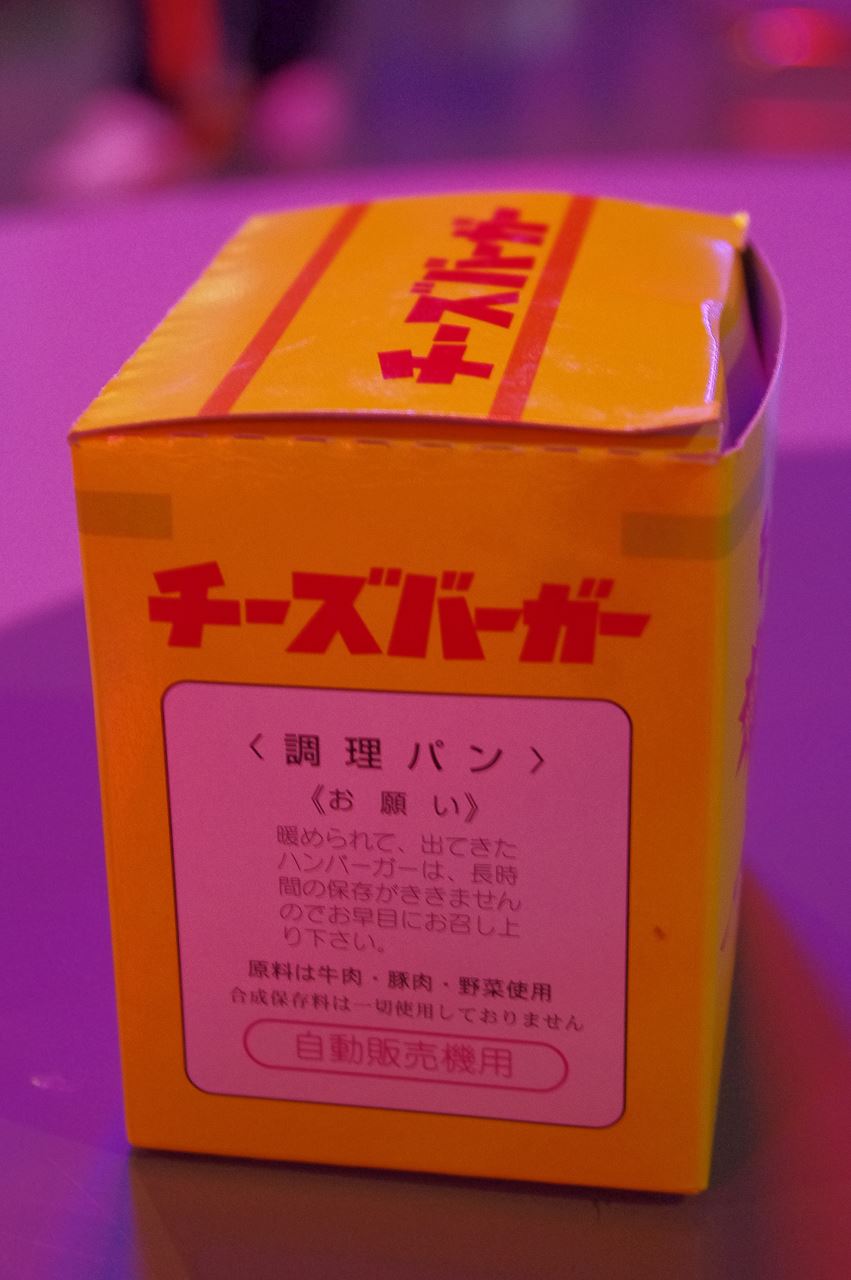 チーズバーガー
チーズバーガー
〈調理パン〉
《お願い》
暖められて、出てきた
ハンバーガーは、長時
間の保存がききません
のでお早目にお召し上
り下さい。
原料は牛肉・豚肉・野菜使用
合成保存料は一切使用しておりません
自動販売機用